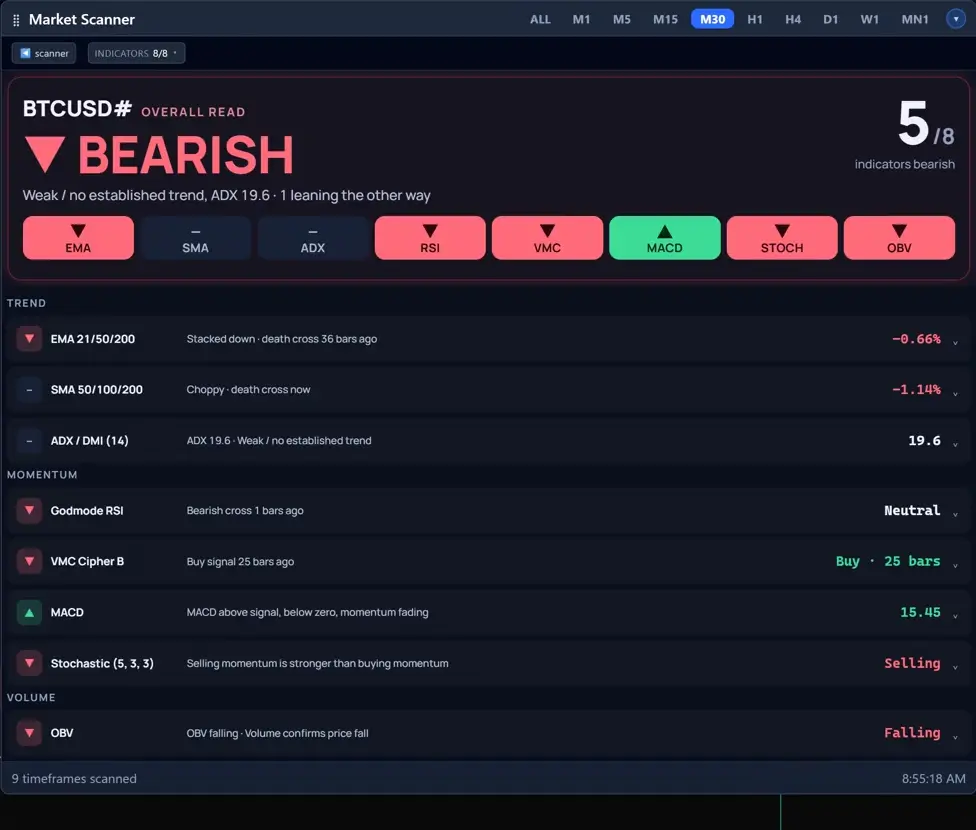 Market Scanner ALL M1 M5 M15 M30 H1 H4 D1 W1 MN1
scanner INDICATORS 8/8
BTCUSD# OVERALL READ
▼ BEARISH
5/8
indicators bearish
Weak / no established trend, ADX 19.6 · 1 leaning the other way
▼ – – ▼ ▼ ▲ ▼ ▼
EMA SMA ADX RSI VMC MACD STOCH OBV
TREND
▼ EMA 21/50/200 Stacked down · death cross 36 bars ago −0.66%
– SMA 50/100/200 Choppy · death cross now −1.14%
– ADX / DMI (14) ADX 19.6 · Weak / no established trend 19.6
MOMENTUM
▼ Godmode RSI Bearish cross 1 bars ago Neutral
▼ VMC Cipher B Buy signal 25 bars ago Buy · 25 bars
▲ MACD MACD above signal, below zero, momentum fading 15.45
▼ Stochastic (5, 3, 3) Selling momentum is stronger than buying momentum Selling
VOLUME
▼ OBV OBV falling · Volume confirms price fall Falling
9 timeframes scanned 8:55:18 AM